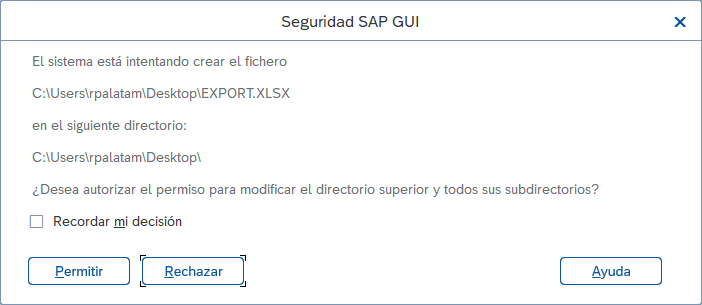 Seguridad SAP GUI
El sistema está intentando crear el fichero
C:\Users\rpalatam\Desktop\EXPORT.XLSX
en el siguiente directorio:
C:\Users\rpalatam\Desktop\
¿Desea autorizar el permiso para modificar el directorio superior y todos sus subdirectorios?
Recordar mi decisión
Permitir
Rechazar
Ayuda